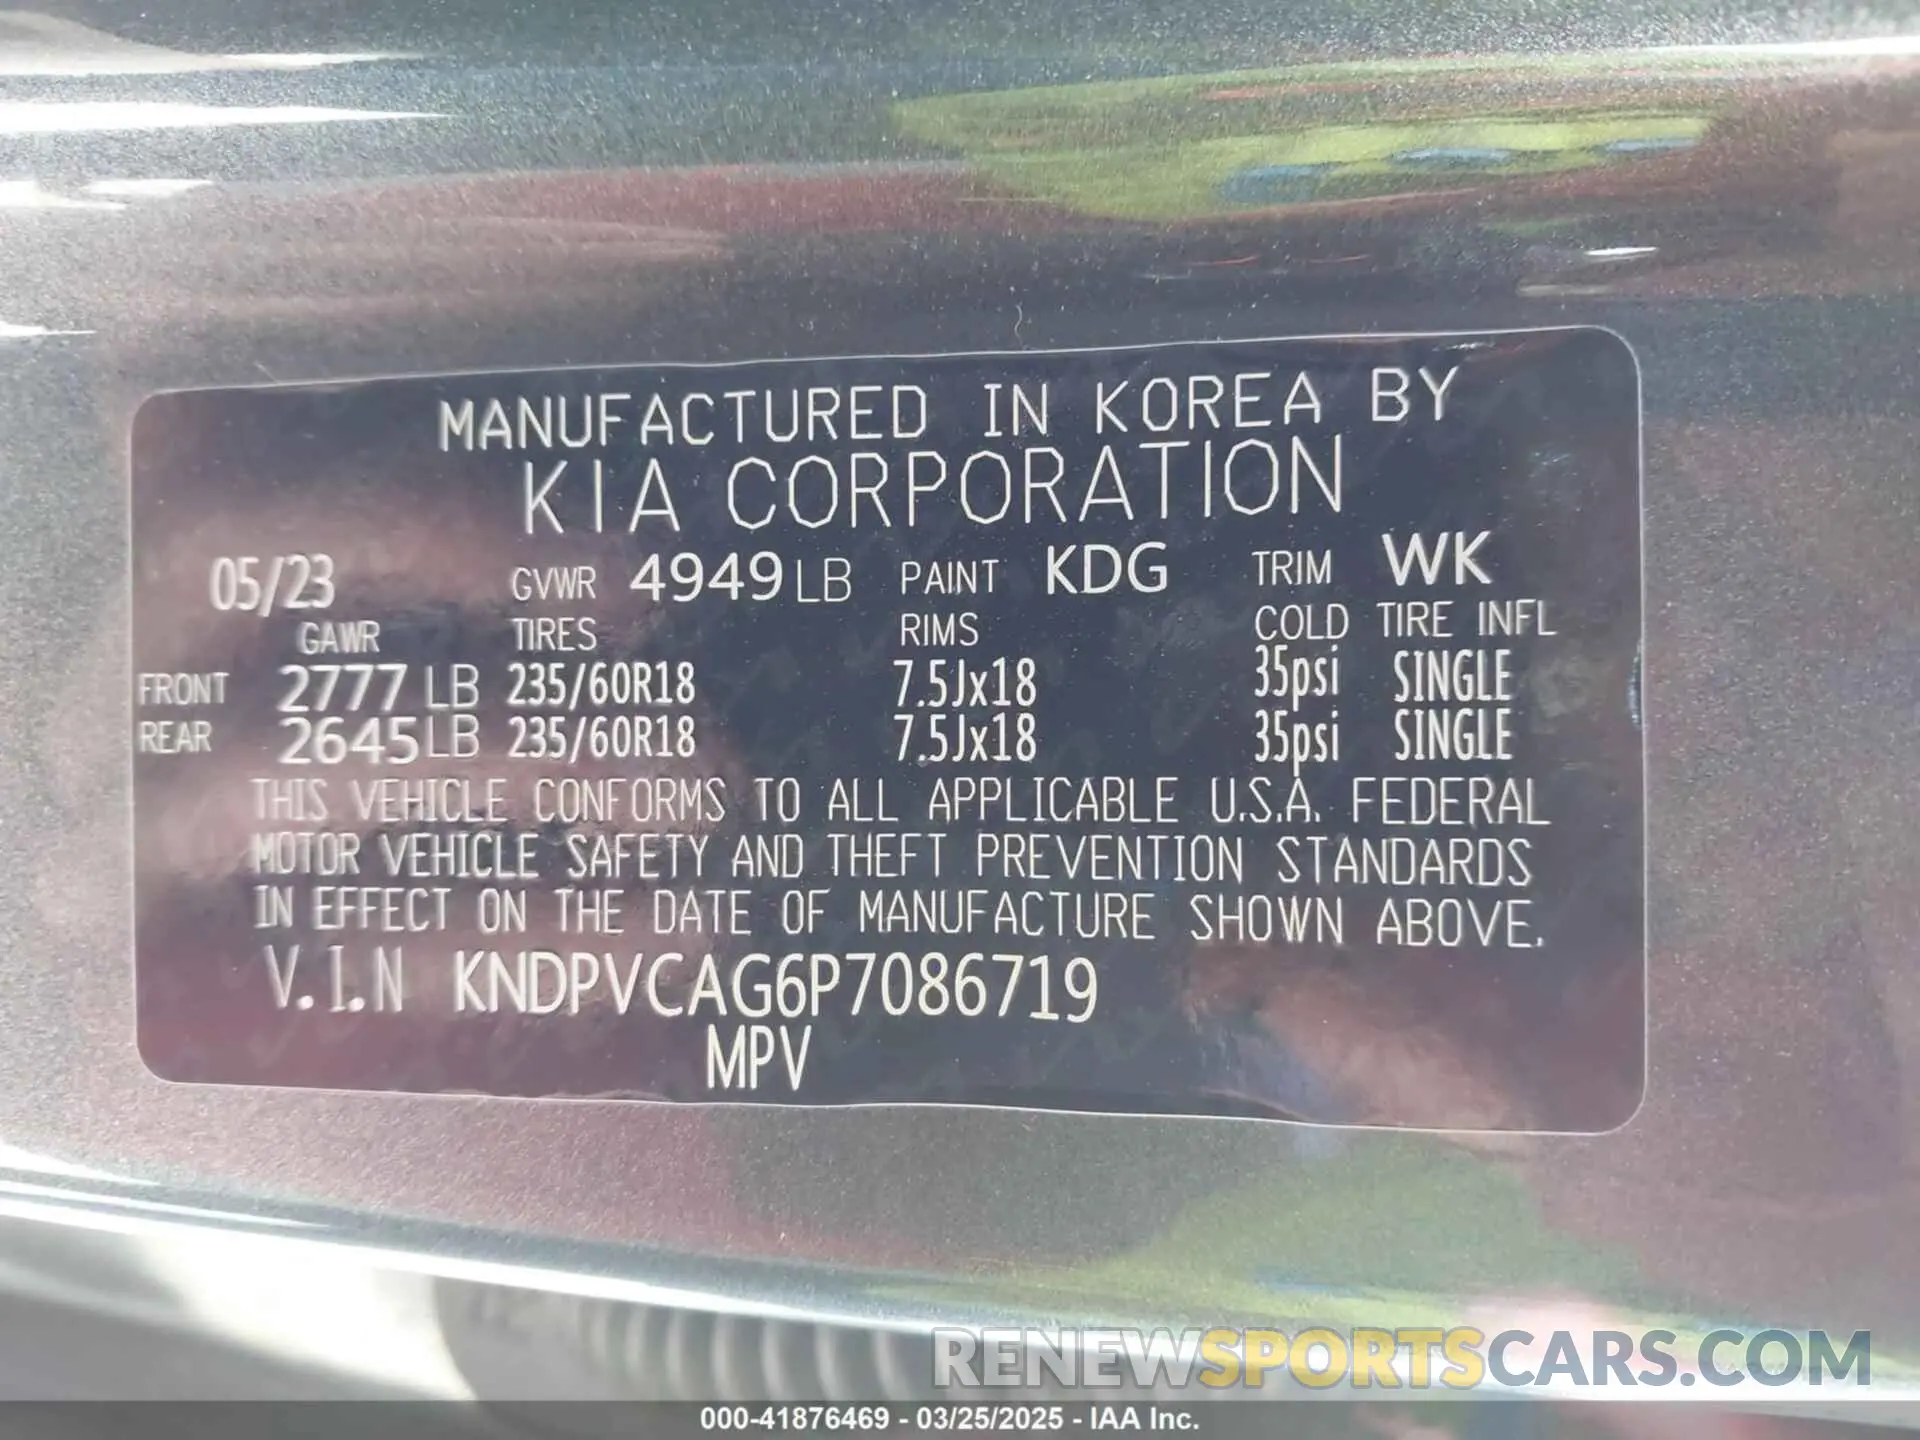 MANUFACTURED IN KOREA BY
KIA CORPORATION
05/23 GVWR 4949LB PAINT KDG TRIM WK
GAWR TIRES RIMS COLD TIRE INFL
FRONT 2777 LB 235/60R18 7.5Jx18 35psi SINGLE
REAR 2645LB 235/60R18 7.5Jx18 35psi SINGLE
THIS VEHICLE CONFORMS TO ALL APPLICABLE U.S.A. FEDERAL
MOTOR VEHICLE SAFETY AND THEFT PREVENTION STANDARDS
IN EFFECT ON THE DATE OF MANUFACTURE SHOWN ABOVE.
V.I.N KNDPVCAG6P7086719
MPV
RENEWSPORTSCARS.COM
000-41876469 - 03/25/2025 - IAA Inc.